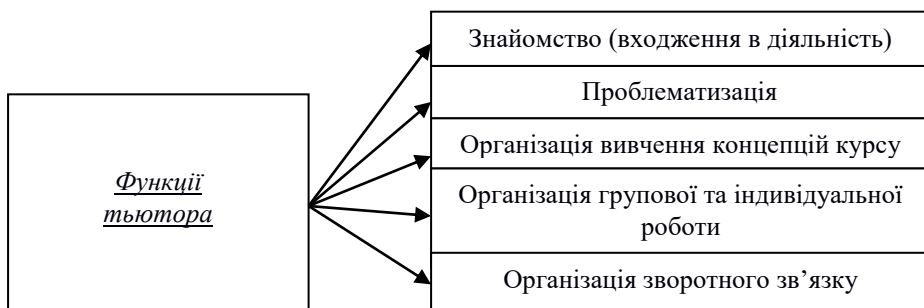 Функції
тьютора
Знайомство (входження в діяльність)
Проблематизація
Організація вивчення концепцій курсу
Організація групової та індивідуальної
роботи
Організація зворотного зв’язку